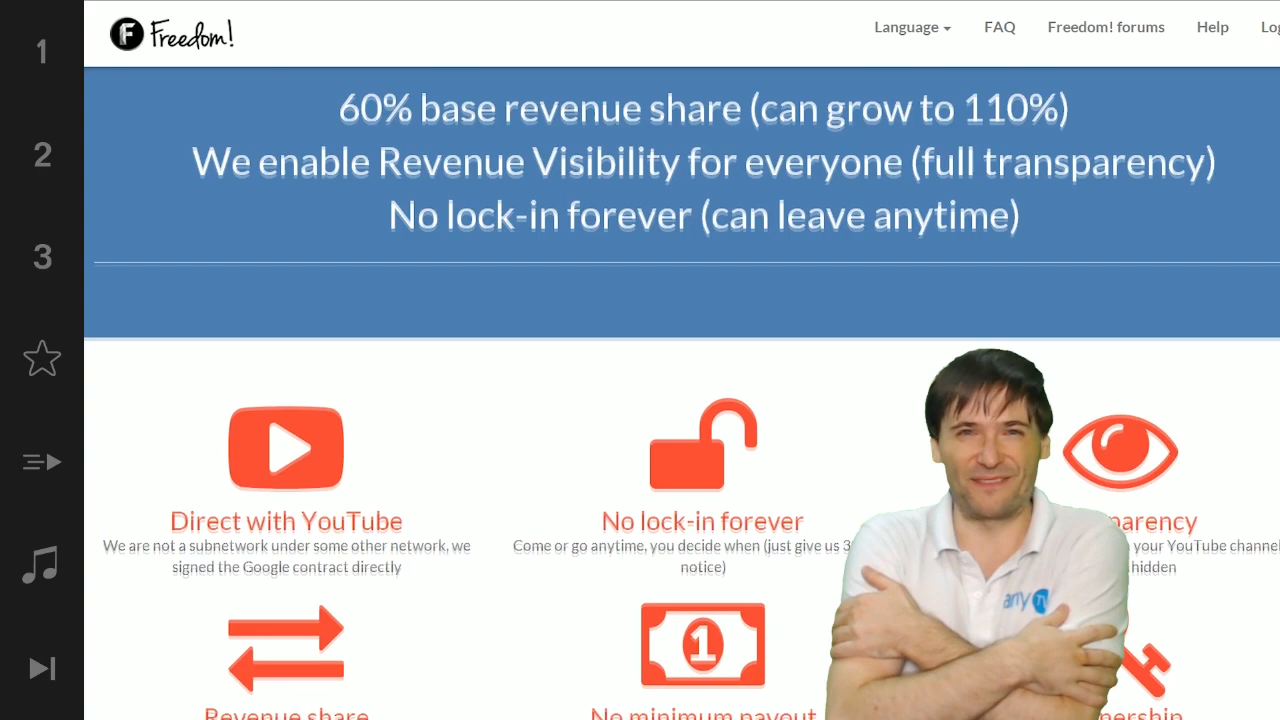 1
2
3
Freedom!
Language
FAQ
Freedom! forums
Help
60% base revenue share (can grow to 110%)
We enable Revenue Visibility for everyone (full transparency)
No lock-in forever (can leave anytime)
Direct with YouTube
We are not a subnetwork under some other network, we
signed the Google contract directly
No lock-in forever
Come or go anytime, you decide when (just give us
notice)
your YouTube channel
hidden
any
1
Revenue share
No minimum payout